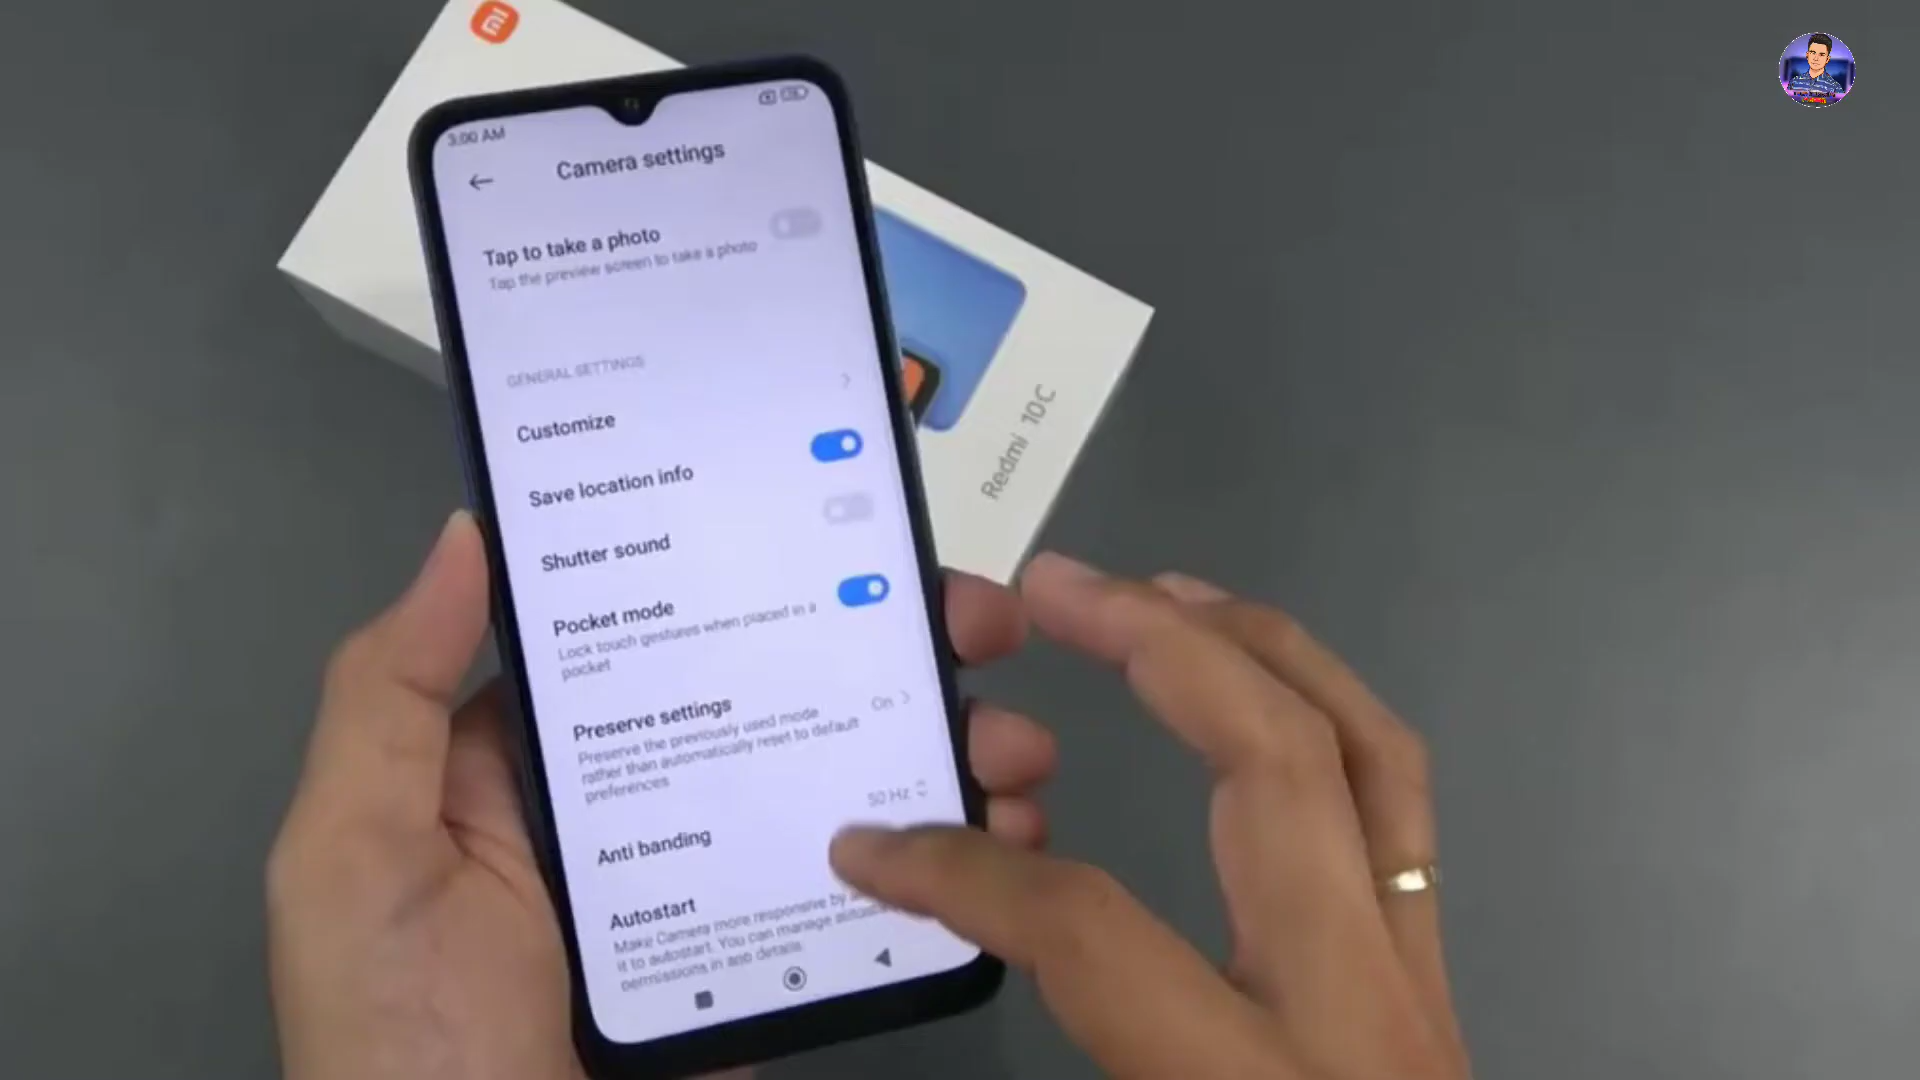 3:00 AM
Camera settings
Tap to take a photo
Tap the preview screen to take a photo
GENERAL SETTINGS
Customize
Save location info
Shutter sound
Pocket mode
Lock touch gestures when placed in a
pocket
Preserve settings
On
Preserve the previously used mode
rather than automatically reset to default
preferences
50 Hz
Anti banding
Autostart
Make Camera more responsive by
it to autostart. You can manage
permissions in app details.
Redmi 10C